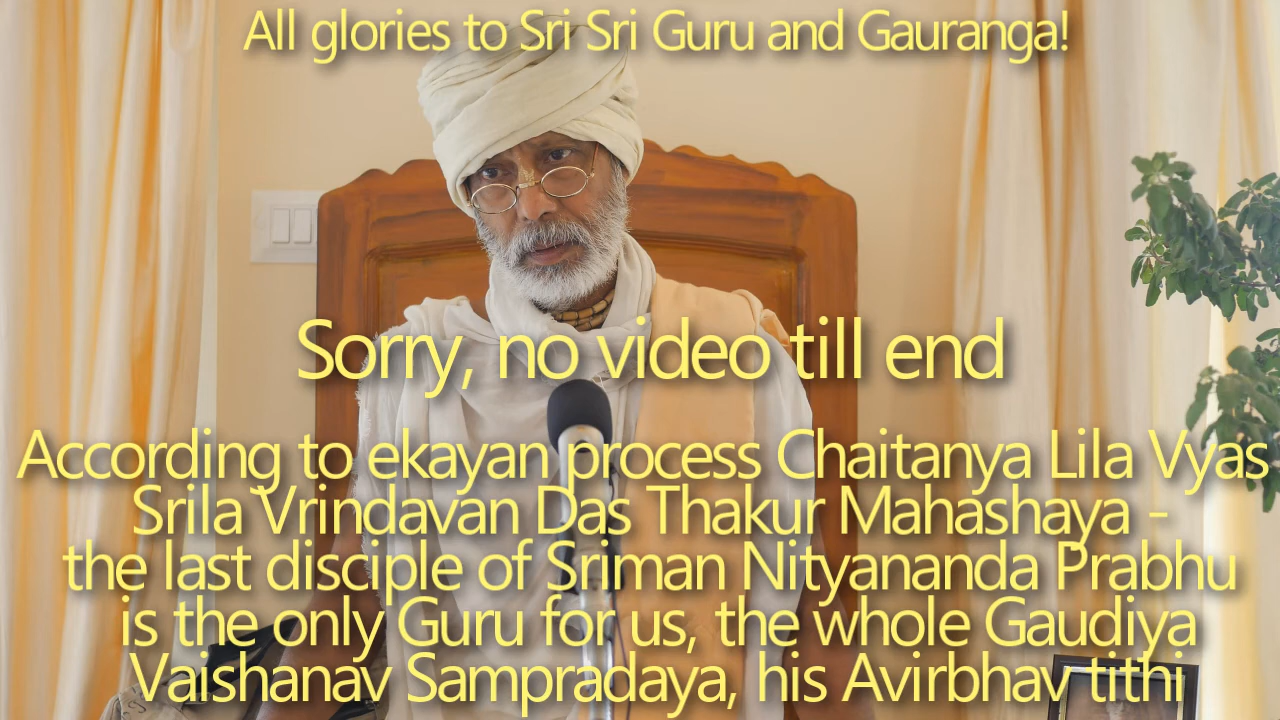 All glories to Sri Sri Guru and Gauranga!
Sorry, no video till end
According to ekayan process Chaitanya Lila Vyas
Srila Vrindavan Das Thakur Mahashaya -
the last disciple of Sriman Nityananda Prabhu
is the only Guru for us, the whole Gaudiya
Vaishanav Sampradaya, his Avirbhav tithi